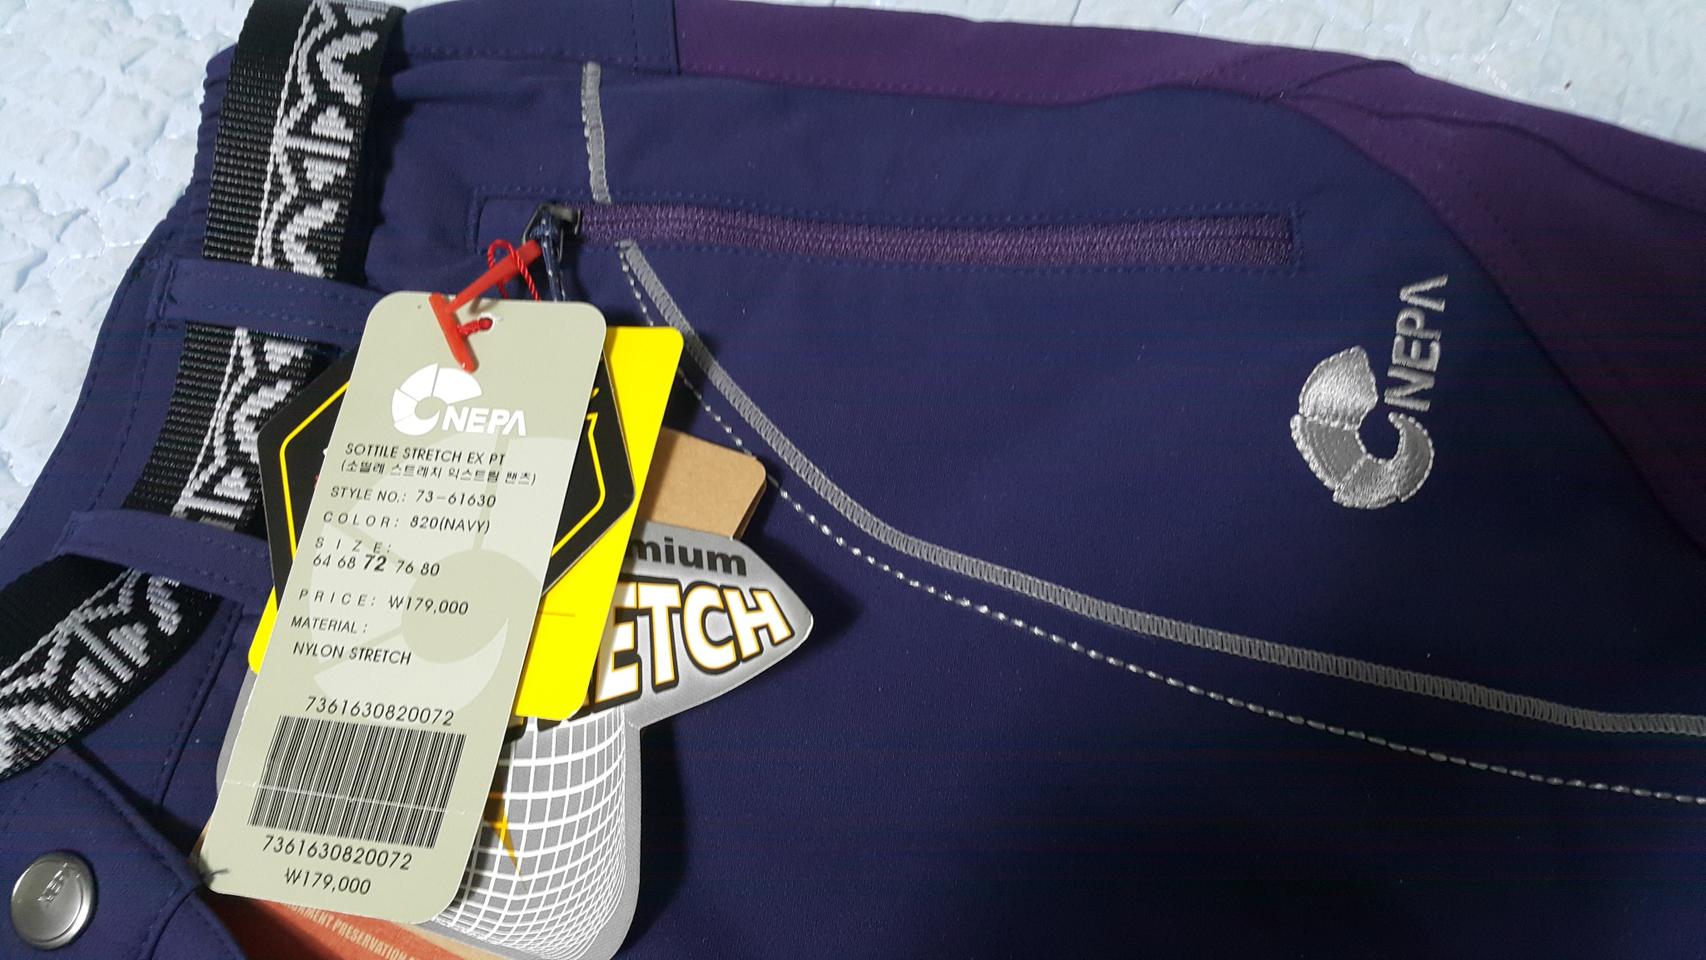 NEPA
SOTTILE STRETCH EX PT
(소띨레 스트레치 익스트림 팬츠)
STYLE NO.: 73-61630
COLOR: 820(NAVY)
SIZE:
64 68 72 76 80
PRICE: ₩179,000
MATERIAL:
NYLON STRETCH
7361630820072
7361630820072
₩179,000
mium
ETCH
PRESERVATION
NEPA